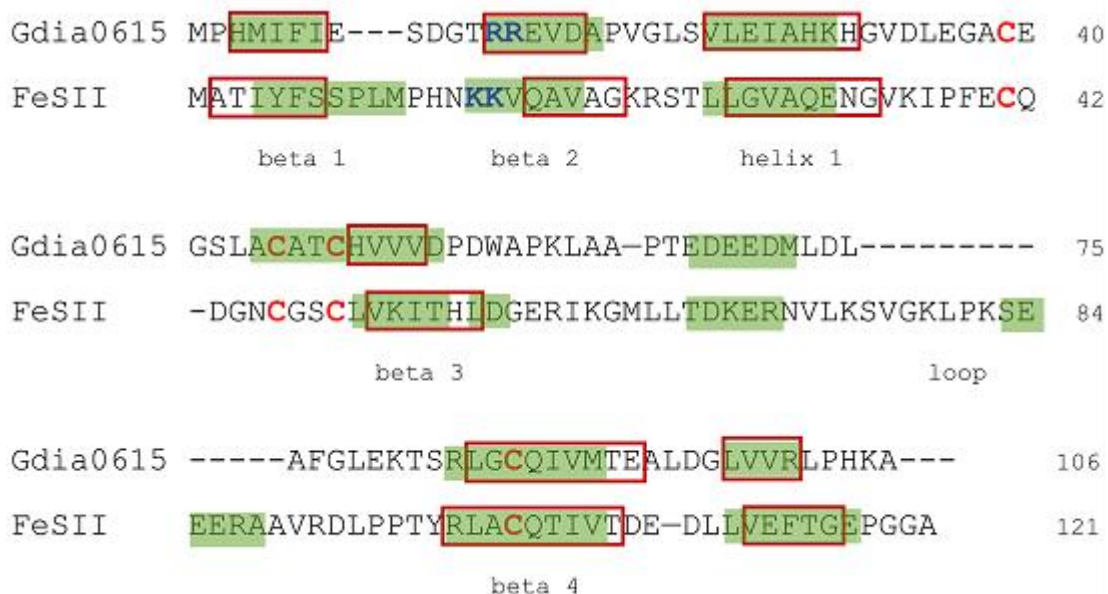 Gdia0615 MPHMIFIE---SDGTRREVDAPVGLSVLEIAHKHGVDLEGACE 40
FeSII MATIYFSSPLMPHNKKVQAVAGKRSTLLGVAQENGVKIPFECQ 42
beta 1 beta 2 helix 1
Gdia0615 GSLACATCHVVVDPDWAPKLAA–PTEDEEDMLDL--------- 75
FeSII -DGNCGSCLVKITHLDGERIKGMLLTDKERNVLKSVGKLPKSE 84
beta 3 loop
Gdia0615 -----AFGLEKTSRLGCQIVMTEALDGLVVRLPHKA--- 106
FeSII EERAAVRDLPPTYRLACQTIVTDE–DLLVEFTGEPGGA 121
beta 4